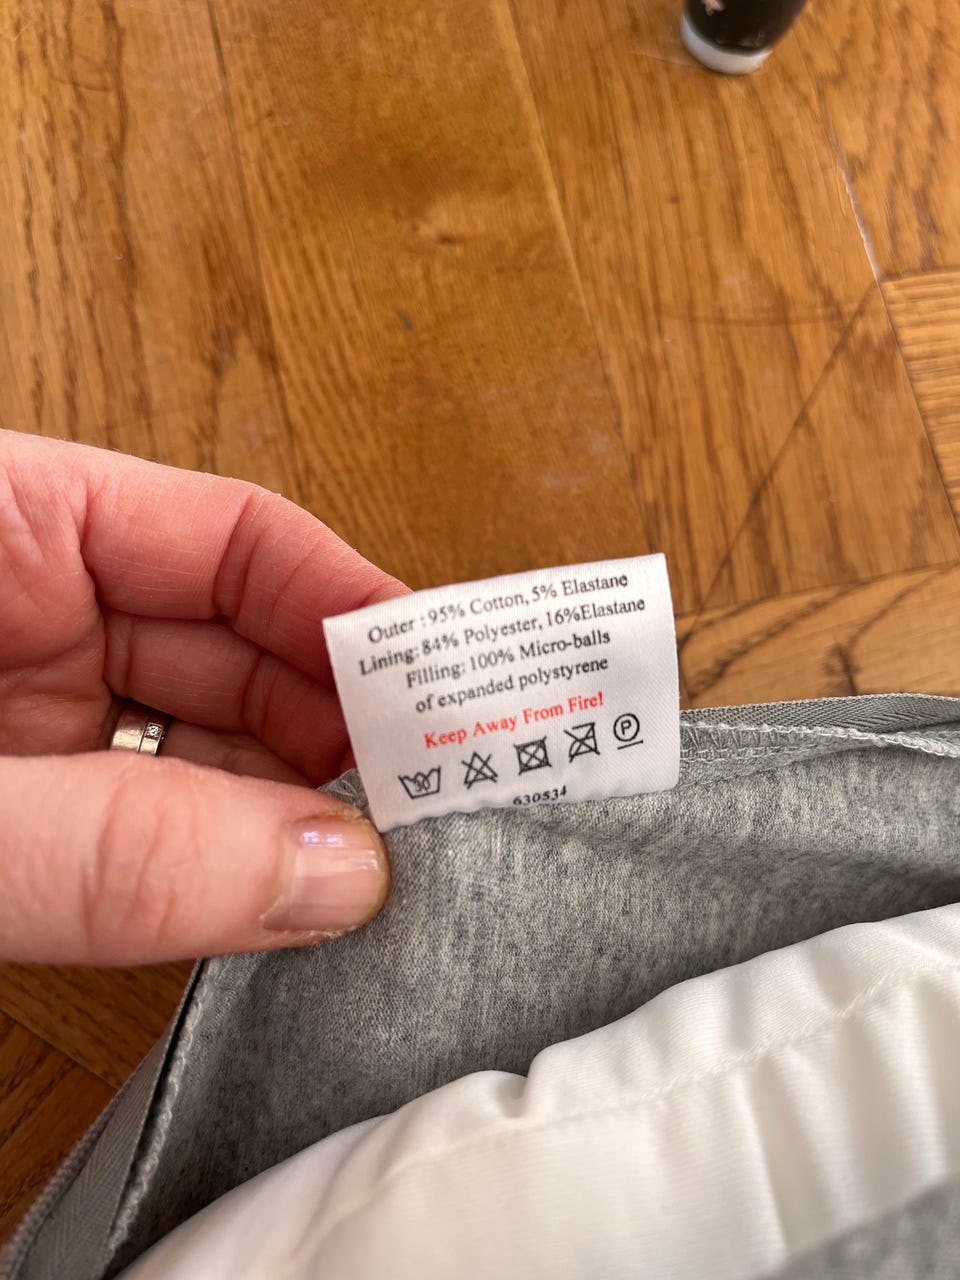 Outer :95% Cotton, 5% Elastane
Lining: 84% Polyester, 16%Elastane
Filling: 100% Micro-balls
of expanded polystyrene
Keep Away From Fire!
30 P
630534